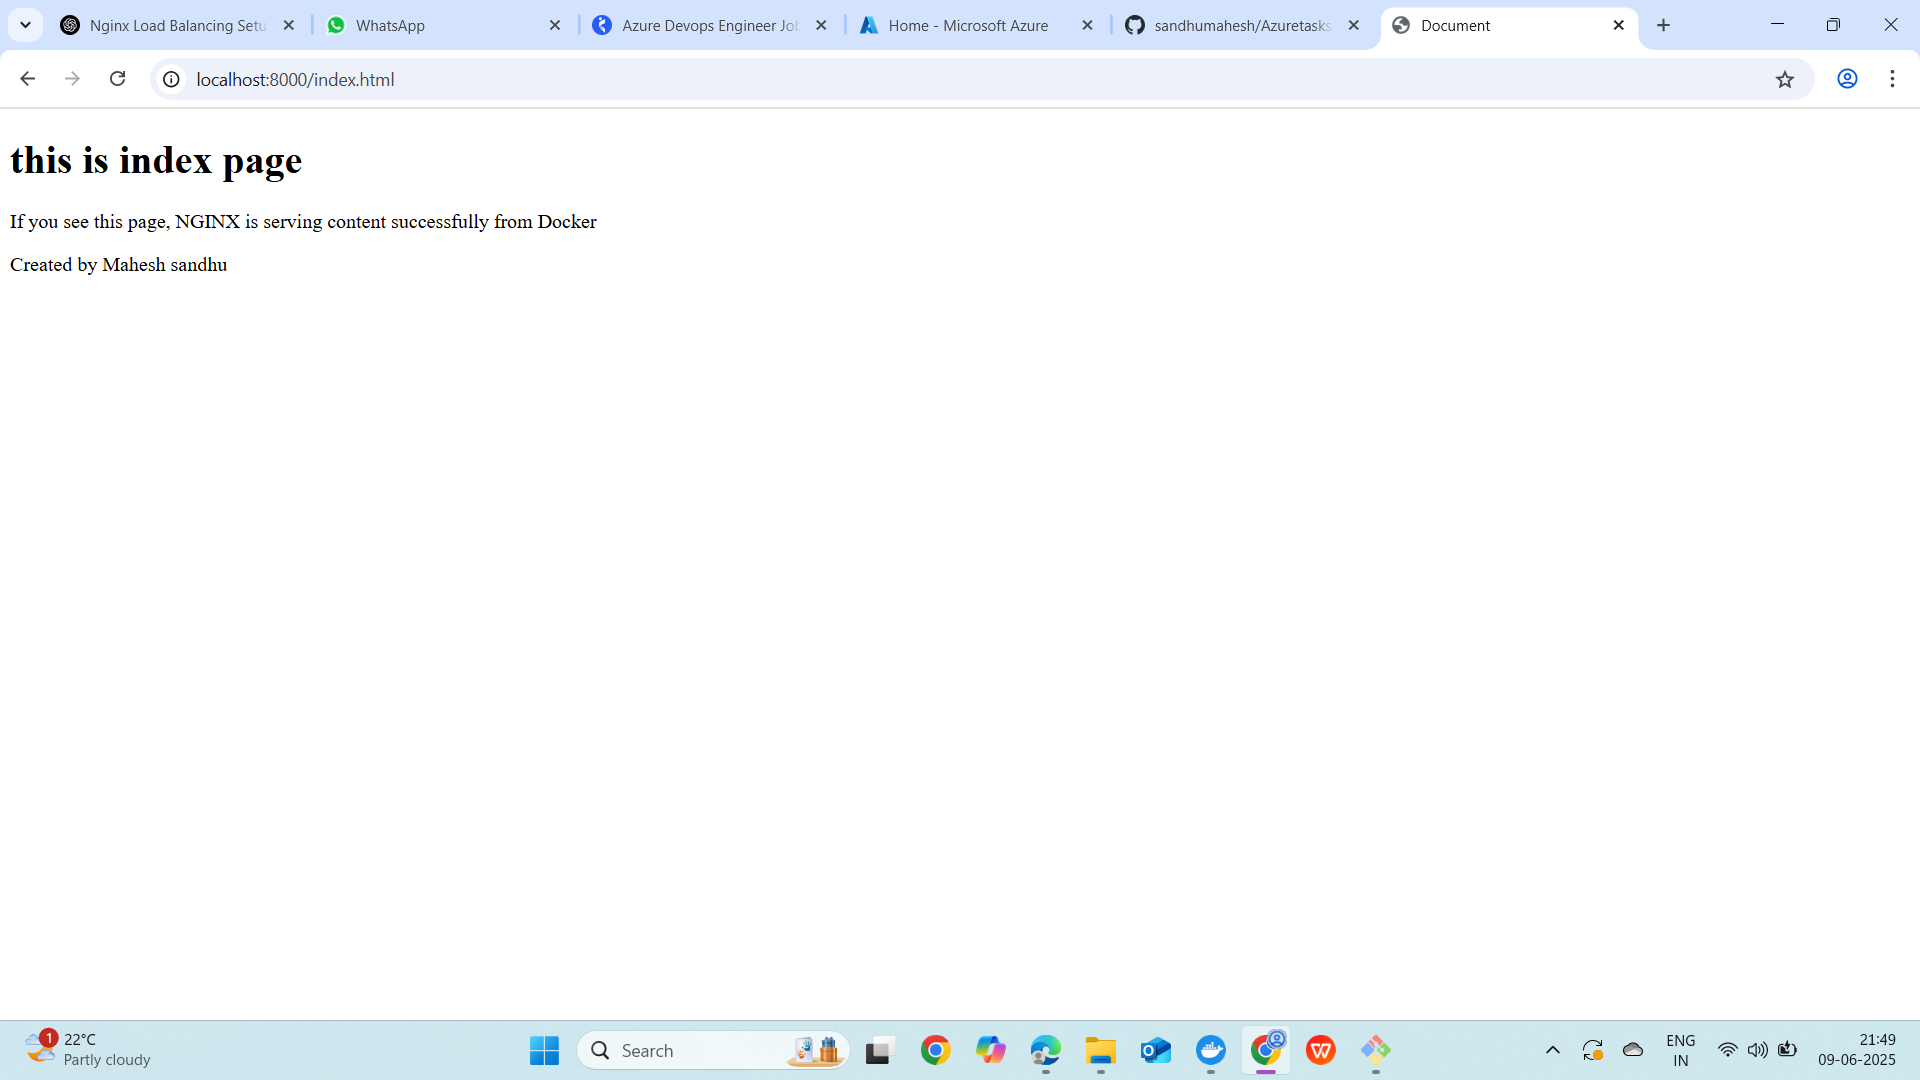 Nginx Load Balancing Setu
WhatsApp
Azure Devops Engineer Job
Home - Microsoft Azure
sandhumahesh/Azuretasks
Document
localhost:8000/index.html
this is index page
If you see this page, NGINX is serving content successfully from Docker
Created by Mahesh sandhu
1
22°C
Partly cloudy
Search
ENG
IN
21:49
09-06-2025